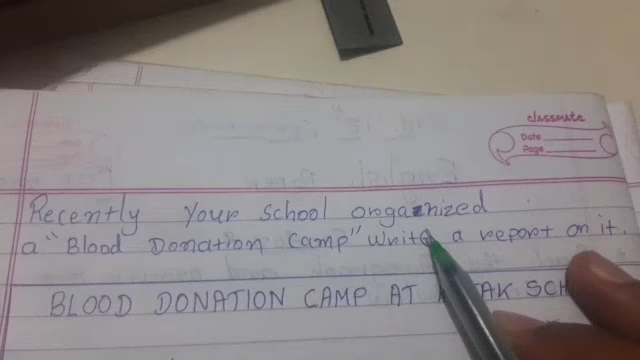 classmate
Date
Page
Recently Your School organized
a "Blood Donation Camp" Write a report on it.
BLOOD DONATION CAMP AT